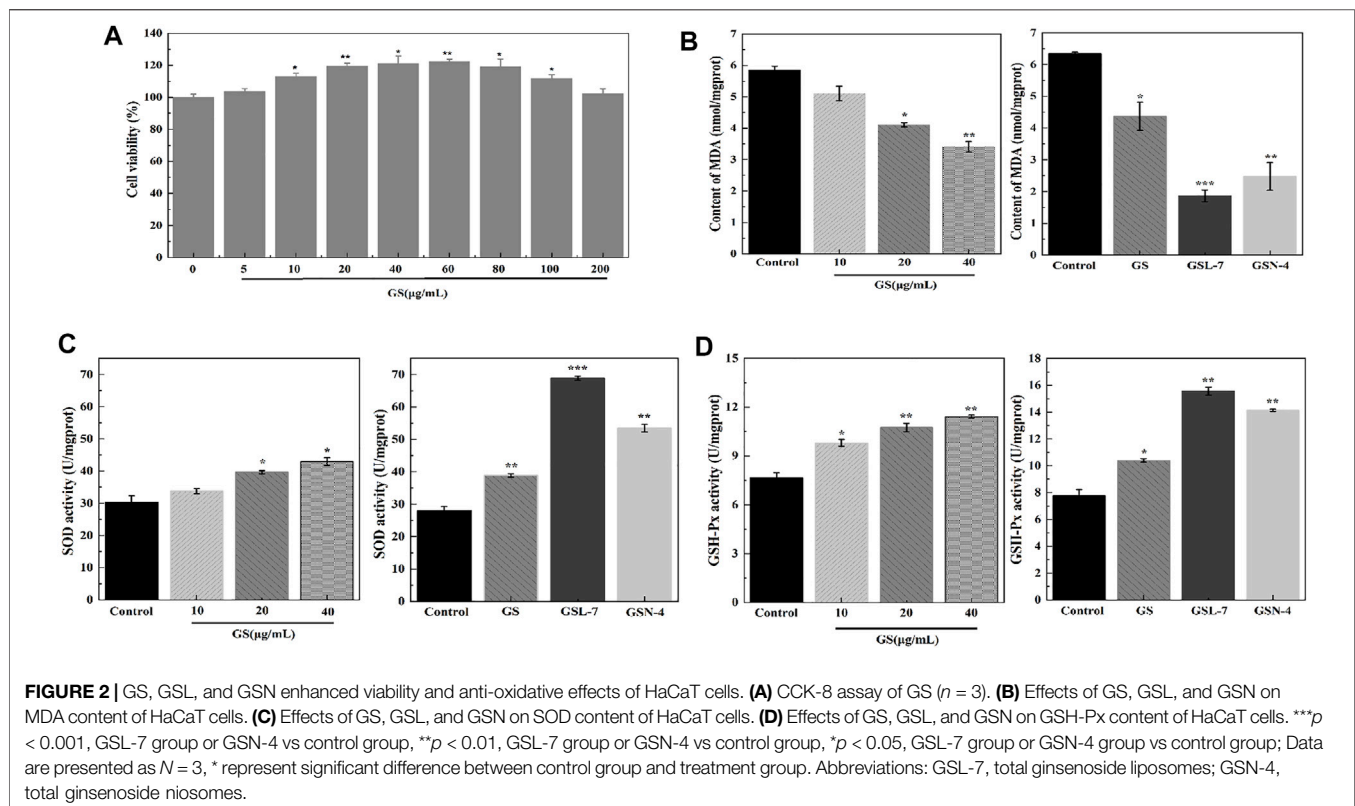 A
Cell viability (%)
140
120
100
80
60
40
20
0
* ** * ** * *
0 5 10 20 40 60 80 100 200
GS(μg/mL)
B
Content of MDA (nmol/mgprot)
7
6
5
4
3
2
1
0
* **
Control 10 20 40
GS(μg/mL)
Content of MDA (nmol/mgprot)
7
6
5
4
3
2
1
0
* *** **
Control GS GSL-7 GSN-4
C
SOD activity (U/mgprot)
70
60
50
40
30
20
10
0
* *
Control 10 20 40
GS(μg/mL)
SOD activity (U/mgprot)
70
60
50
40
30
20
10
0
** *** **
Control GS GSL-7 GSN-4
D
GSH-Px activity (U/mgprot)
15
12
9
6
3
0
* ** **
Control 10 20 40
GS(μg/mL)
GSH-Px activity (U/mgprot)
18
16
14
12
10
8
6
4
2
0
* ** **
Control GS GSL-7 GSN-4
FIGURE 2 | GS, GSL, and GSN enhanced viability and anti-oxidative effects of HaCaT cells. (A) CCK-8 assay of GS (n = 3). (B) Effects of GS, GSL, and GSN on
MDA content of HaCaT cells. (C) Effects of GS, GSL, and GSN on SOD content of HaCaT cells. (D) Effects of GS, GSL, and GSN on GSH-Px content of HaCaT cells. ***p
< 0.001, GSL-7 group or GSN-4 vs control group, **p < 0.01, GSL-7 group or GSN-4 vs control group, *p < 0.05, GSL-7 group or GSN-4 group vs control group; Data
are presented as N = 3, * represent significant difference between control group and treatment group. Abbreviations: GSL-7, total ginsenoside liposomes; GSN-4,
total ginsenoside niosomes.